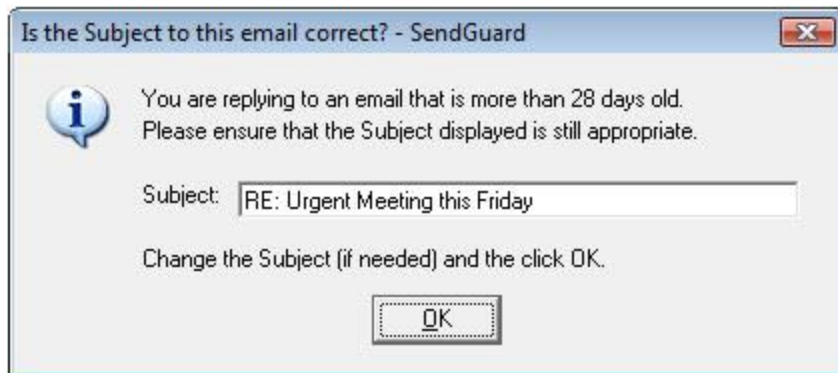 Is the Subject to this email correct? - SendGuard
You are replying to an email that is more than 28 days old.
Please ensure that the Subject displayed is still appropriate.
Subject: RE: Urgent Meeting this Friday
Change the Subject (if needed) and the click OK.
OK